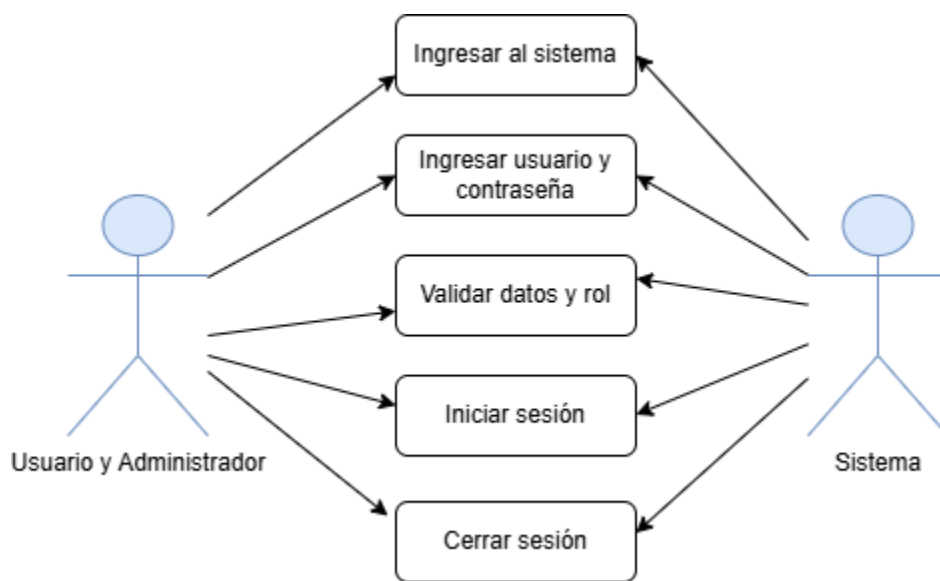 Ingresar al sistema
Ingresar usuario y
contraseña
Validar datos y rol
Iniciar sesión
Usuario y Administrador
Sistema
Cerrar sesión